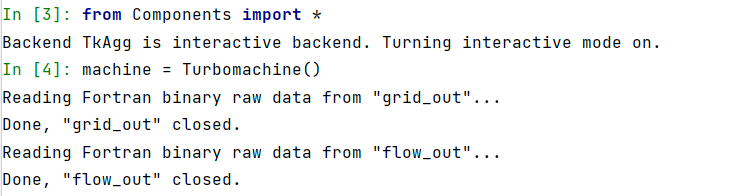 In [3]: from Components import *
Backend TkAgg is interactive backend. Turning interactive mode on.
In [4]: machine = Turbomachine()
Reading Fortran binary raw data from "grid_out"...
Done, "grid_out" closed.
Reading Fortran binary raw data from "flow_out"...
Done, "flow_out" closed.